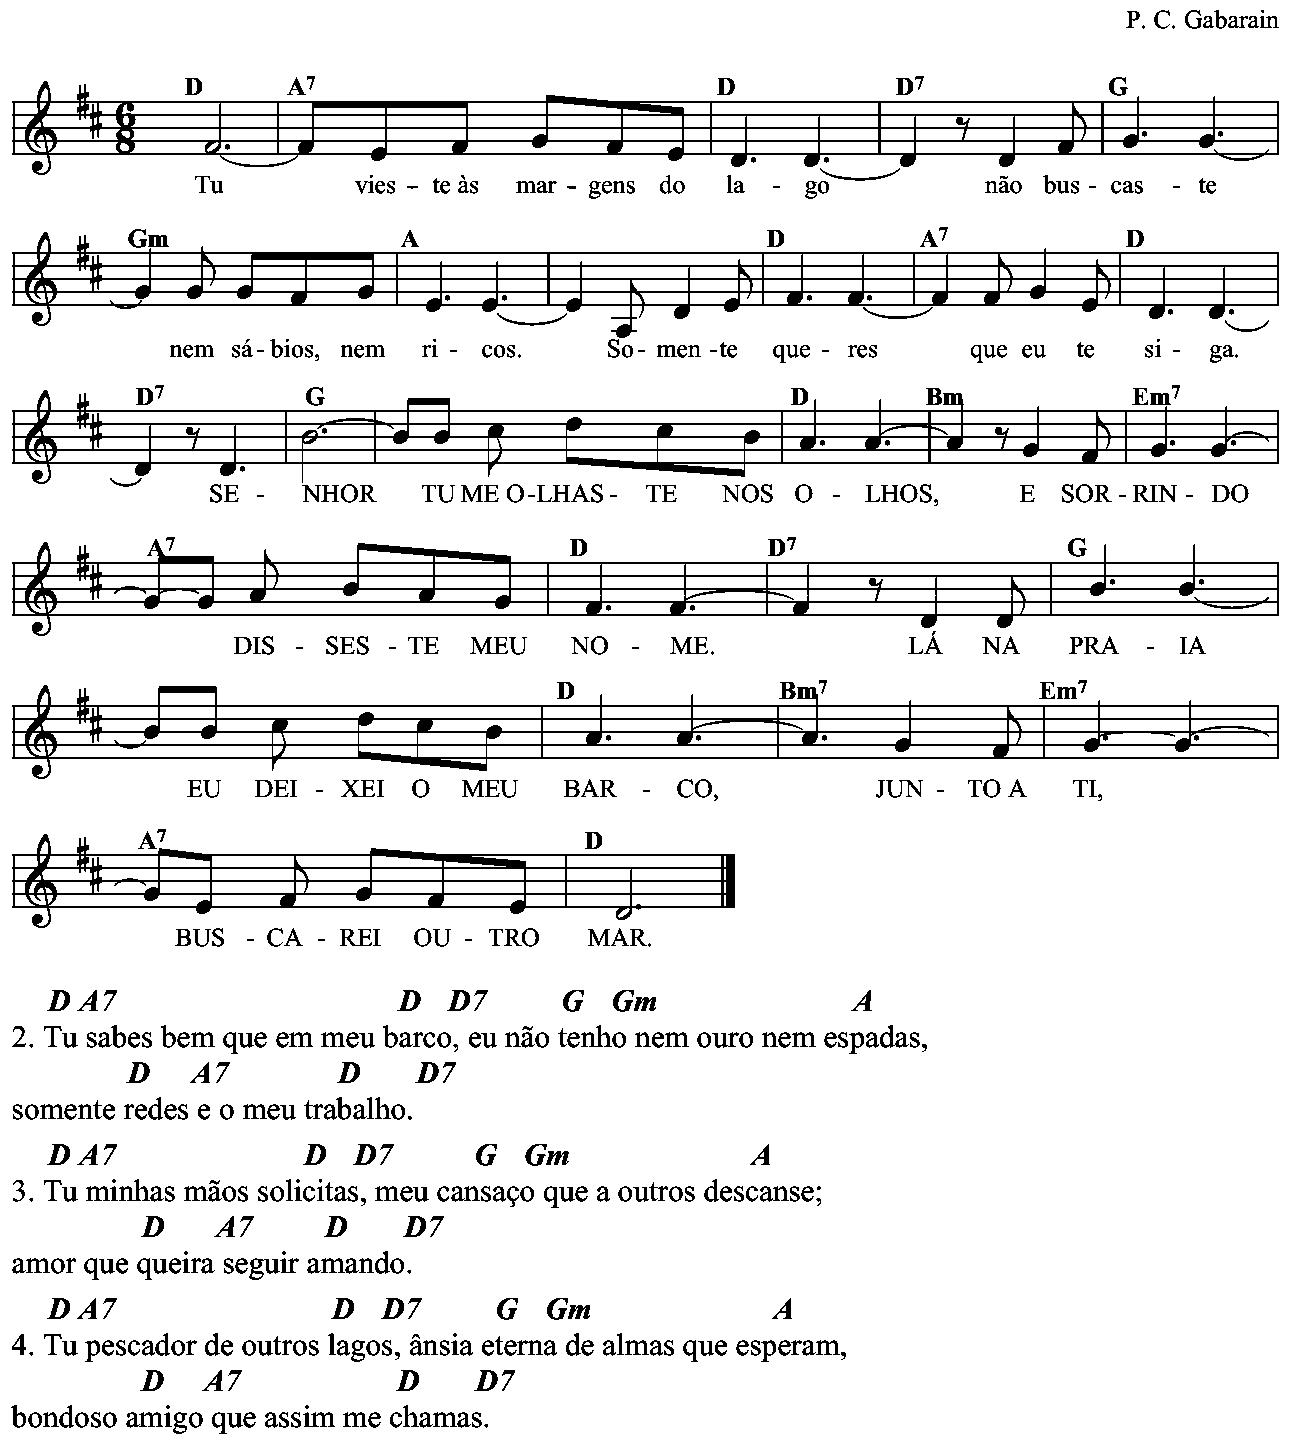 P. C. Gabarain
D A7 D D7 G
6
8
Tu vies - te às mar - gens do la - go não bus - cas - te
Gm A D A7 D
nem sá - bios, nem ri - cos. So - men - te que - res que eu te si - ga.
D7 G D Bm Em7
SE - NHOR TU ME O - LHAS - TE NOS O - LHOS, E SOR - RIN - DO
A7 D D7 G
DIS - SES - TE MEU NO - ME. LÁ NA PRA - IA
D Bm7 Em7
EU DEI - XEI O MEU BAR - CO, JUN - TO A TI,
A7 D
BUS - CA - REI OU - TRO MAR.
D A7 D D7 G Gm A
2. Tu sabes bem que em meu barco, eu não tenho nem ouro nem espadas,
D A7 D D7
somente redes e o meu trabalho.
D A7 D D7 G Gm A
3. Tu minhas mãos solicitas, meu cansaço que a outros descanse;
D A7 D D7
amor que queira seguir amando.
D A7 D D7 G Gm A
4. Tu pescador de outros lagos, ânsia eterna de almas que esperam,
D A7 D D7
bondoso amigo que assim me chamas.